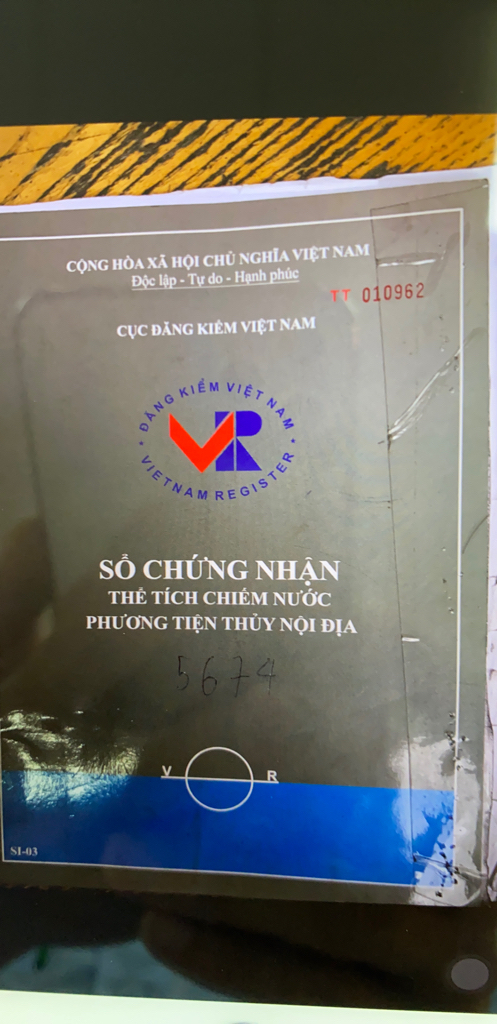 CỘNG HÒA XÃ HỘI CHỦ NGHĨA VIỆT NAM
Độc lập - Tự do - Hạnh phúc
TT 010962
CỤC ĐĂNG KIỂM VIỆT NAM
* ĐĂNG KIỂM VIỆT NAM *
VR
VIETNAM REGISTER
SỔ CHỨNG NHẬN
THỂ TÍCH CHIẾM NƯỚC
PHƯƠNG TIỆN THỦY NỘI ĐỊA
5674
V R
SI-03